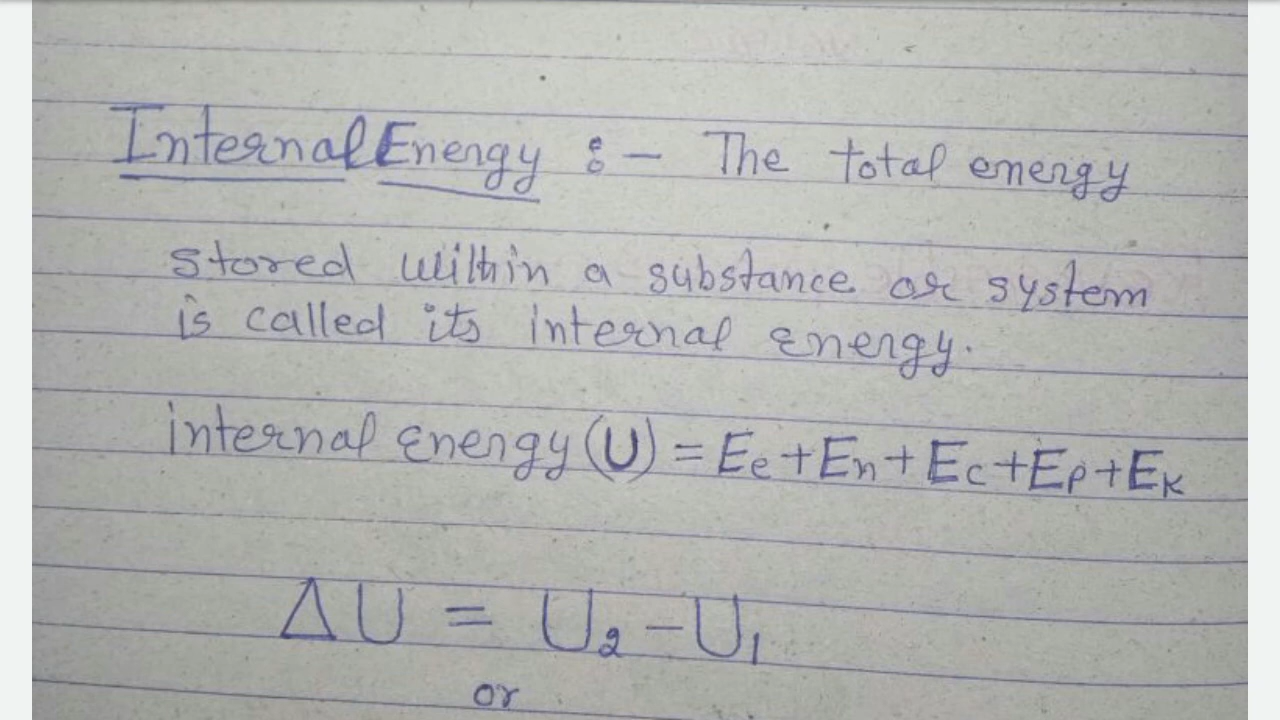 Internal Energy :- The total energy
stored within a substance or system
is called its internal energy.
internal energy (U) = Ee + En + Ec + Ep + EK
ΔU = U2 - U1
or